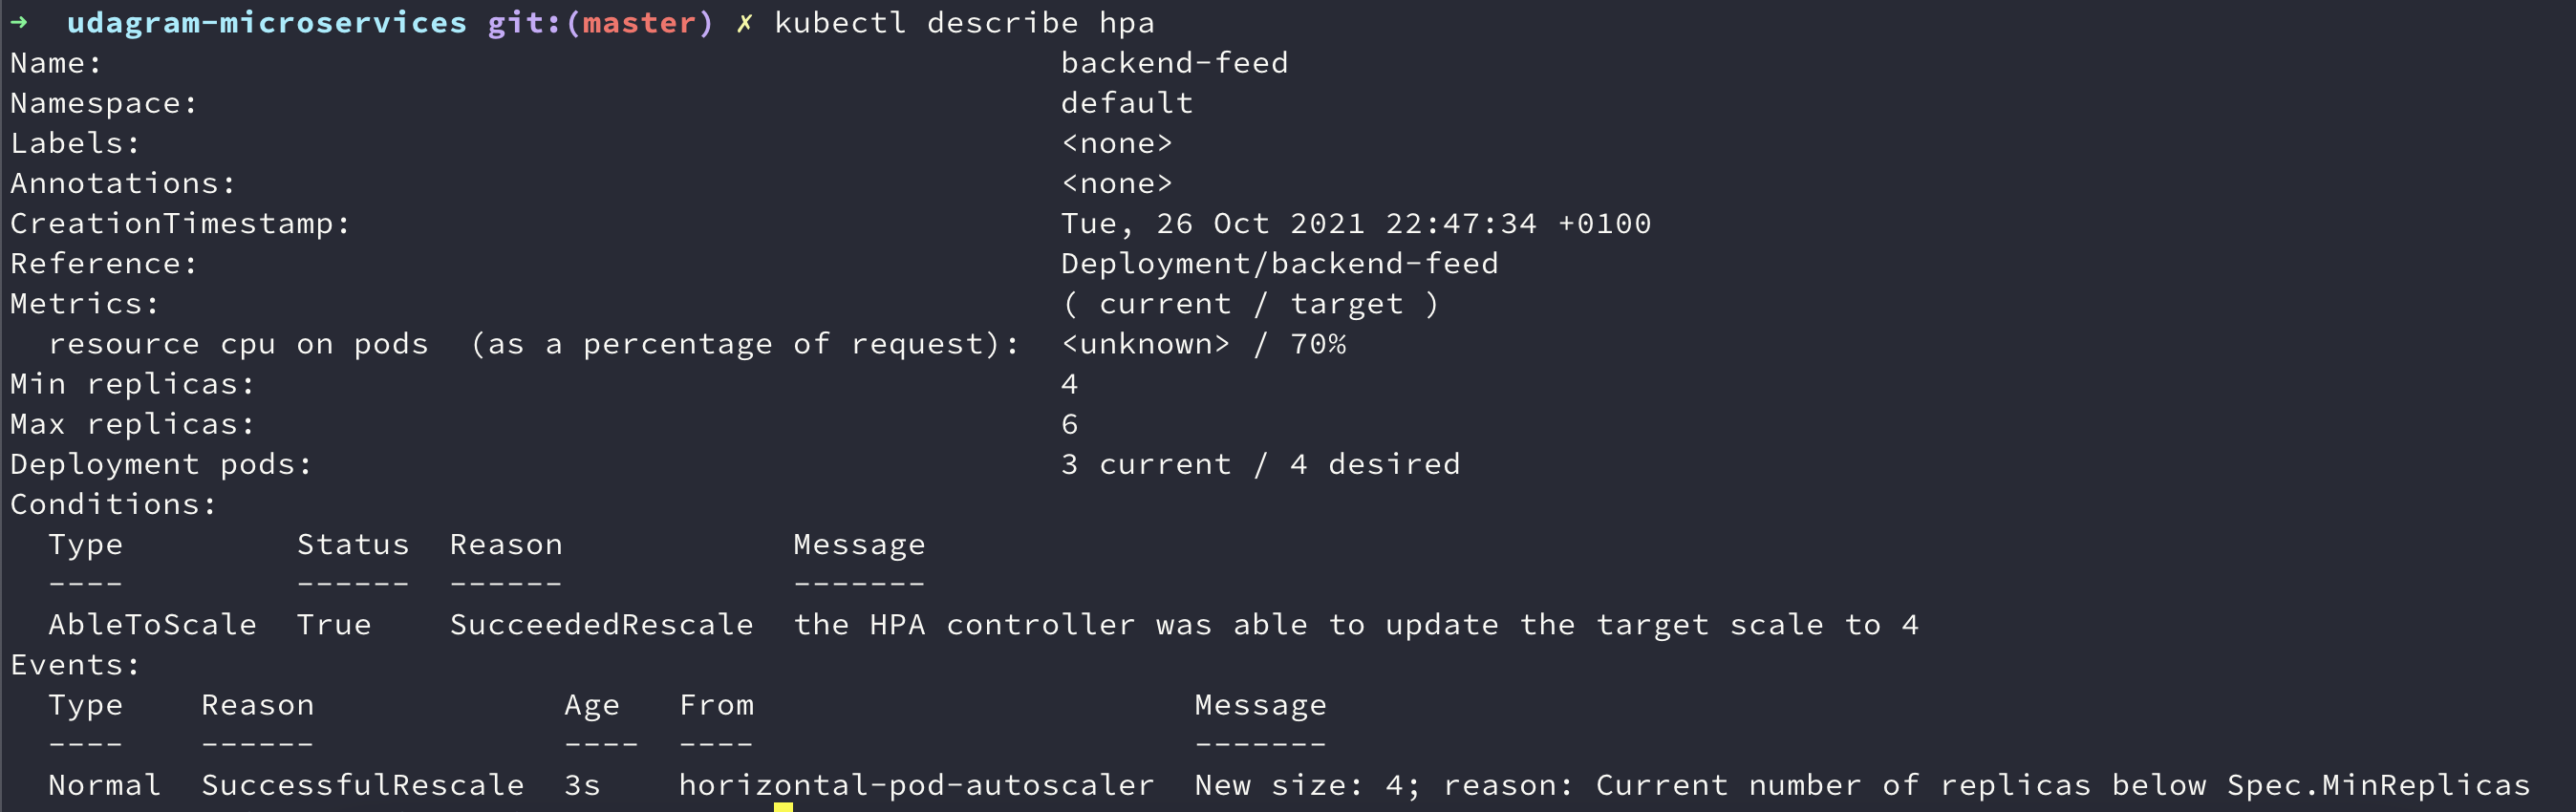 ➜  udagram-microservices git:(master) ✗ kubectl describe hpa
Name:                                                  backend-feed
Namespace:                                             default
Labels:                                                <none>
Annotations:                                           <none>
CreationTimestamp:                                     Tue, 26 Oct 2021 22:47:34 +0100
Reference:                                             Deployment/backend-feed
Metrics:                                               ( current / target )
  resource cpu on pods  (as a percentage of request):  <unknown> / 70%
Min replicas:                                          4
Max replicas:                                          6
Deployment pods:                                       3 current / 4 desired
Conditions:
  Type         Status  Reason            Message
  ----         ------  ------            -------
  AbleToScale  True    SucceededRescale  the HPA controller was able to update the target scale to 4
Events:
  Type    Reason             Age   From                       Message
  ----    ------             ----  ----                       -------
  Normal  SuccessfulRescale  3s    horizontal-pod-autoscaler  New size: 4; reason: Current number of replicas below Spec.MinReplicas